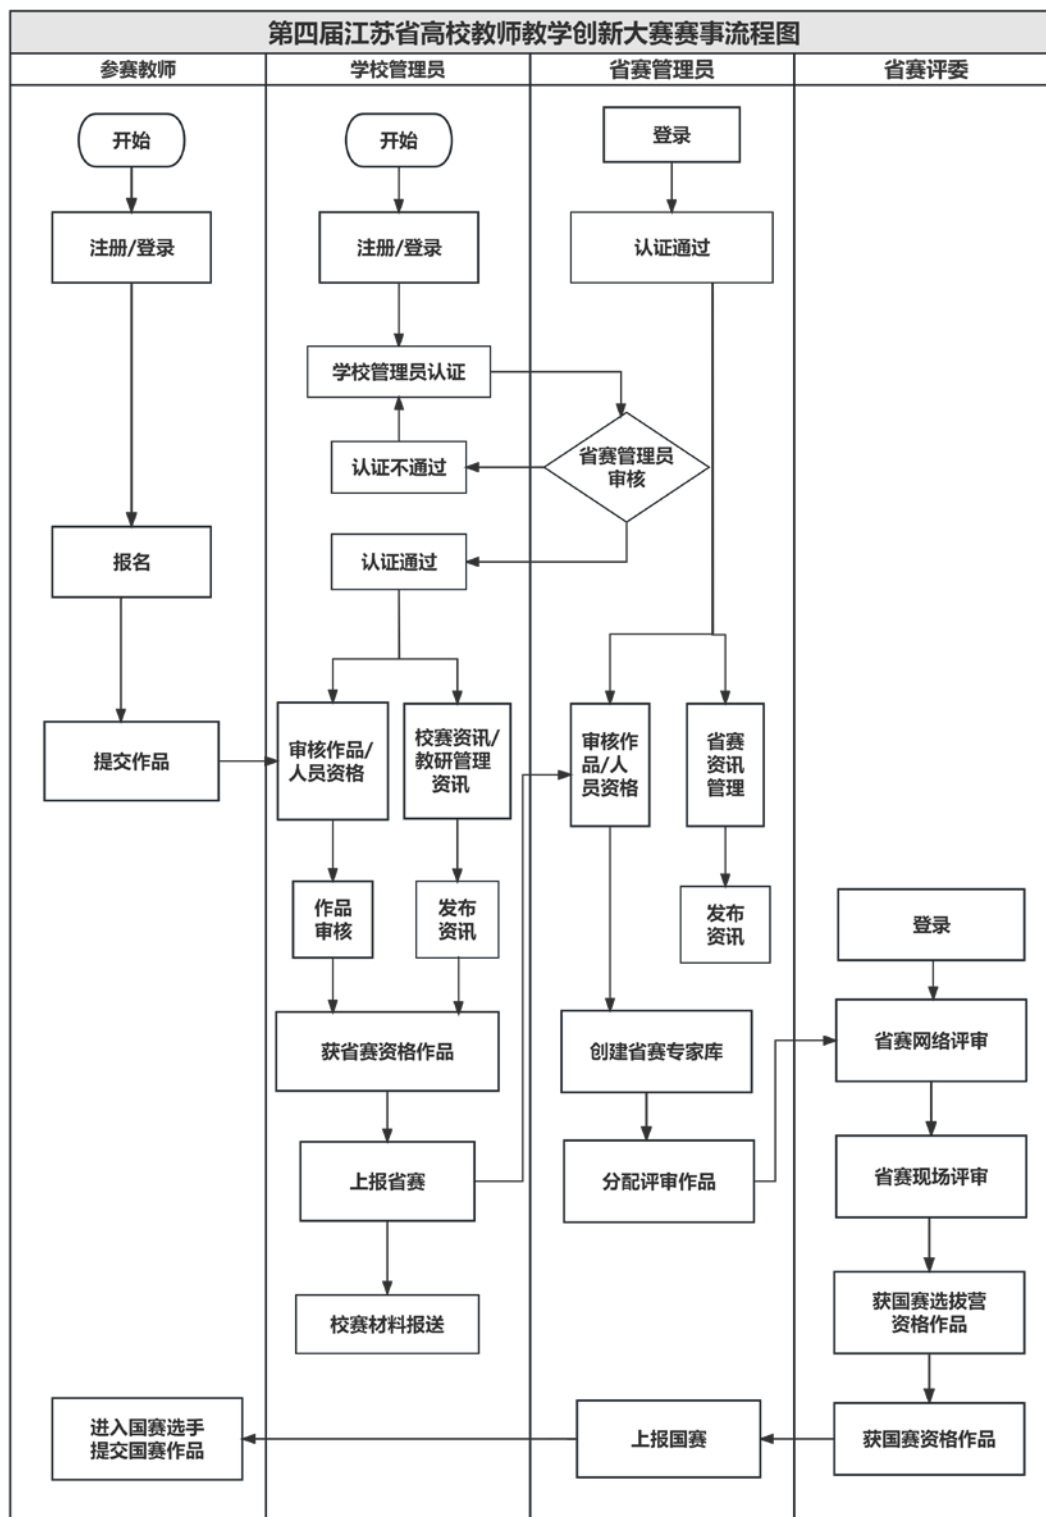 第四届江苏省高校教师教学创新大赛赛事流程图
参赛教师
学校管理员
省赛管理员
省赛评委
开始
开始
登录
注册/登录
注册/登录
认证通过
学校管理员认证
认证不通过
省赛管理员
审核
报名
认证通过
提交作品
审核作品/
人员资格
校赛资讯/
教研管理
资讯
审核作
品/人
员资格
省赛
资讯
管理
作品
审核
发布
资讯
发布
资讯
登录
获省赛资格作品
创建省赛专家库
省赛网络评审
上报省赛
分配评审作品
省赛现场评审
校赛材料报送
获国赛选拔营
资格作品
进入国赛选手
提交国赛作品
上报国赛
获国赛资格作品